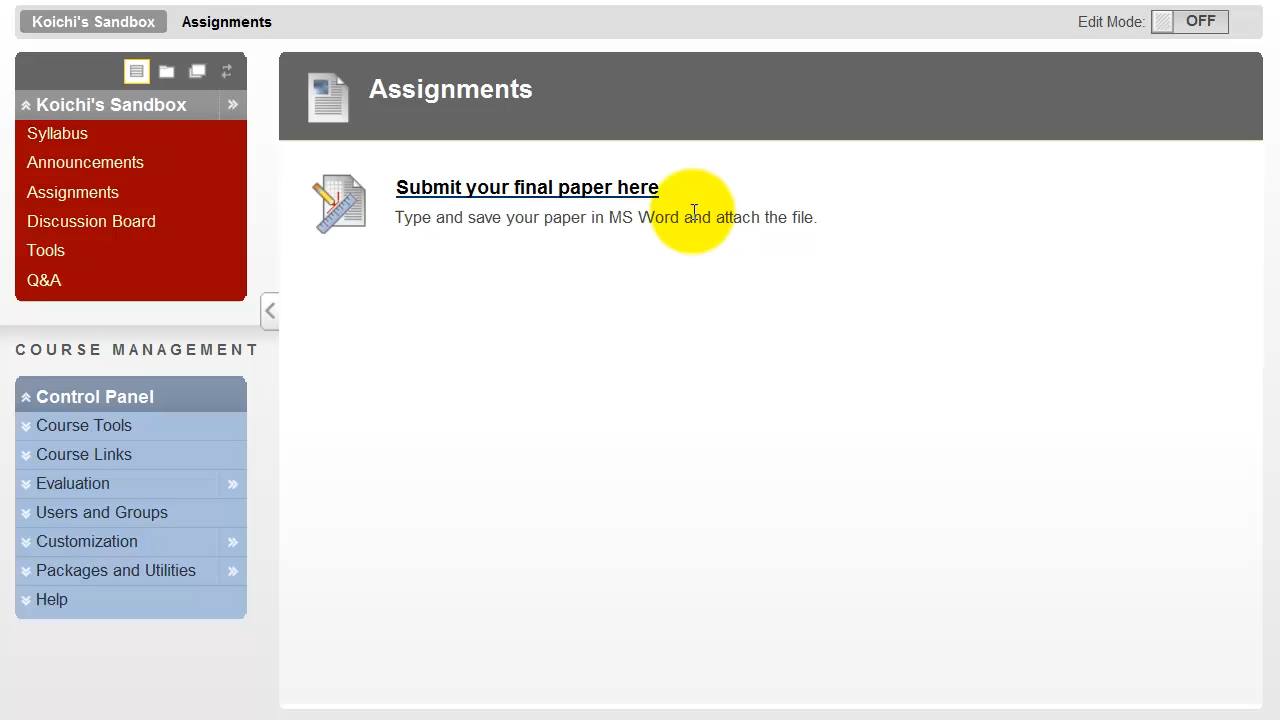 Koichi's Sandbox Assignments Edit Mode: OFF
Koichi's Sandbox
Syllabus
Announcements
Assignments
Discussion Board
Tools
Q&A
COURSE MANAGEMENT
Control Panel
Course Tools
Course Links
Evaluation
Users and Groups
Customization
Packages and Utilities
Help
Assignments
Submit your final paper here
Type and save your paper in MS Word and attach the file.